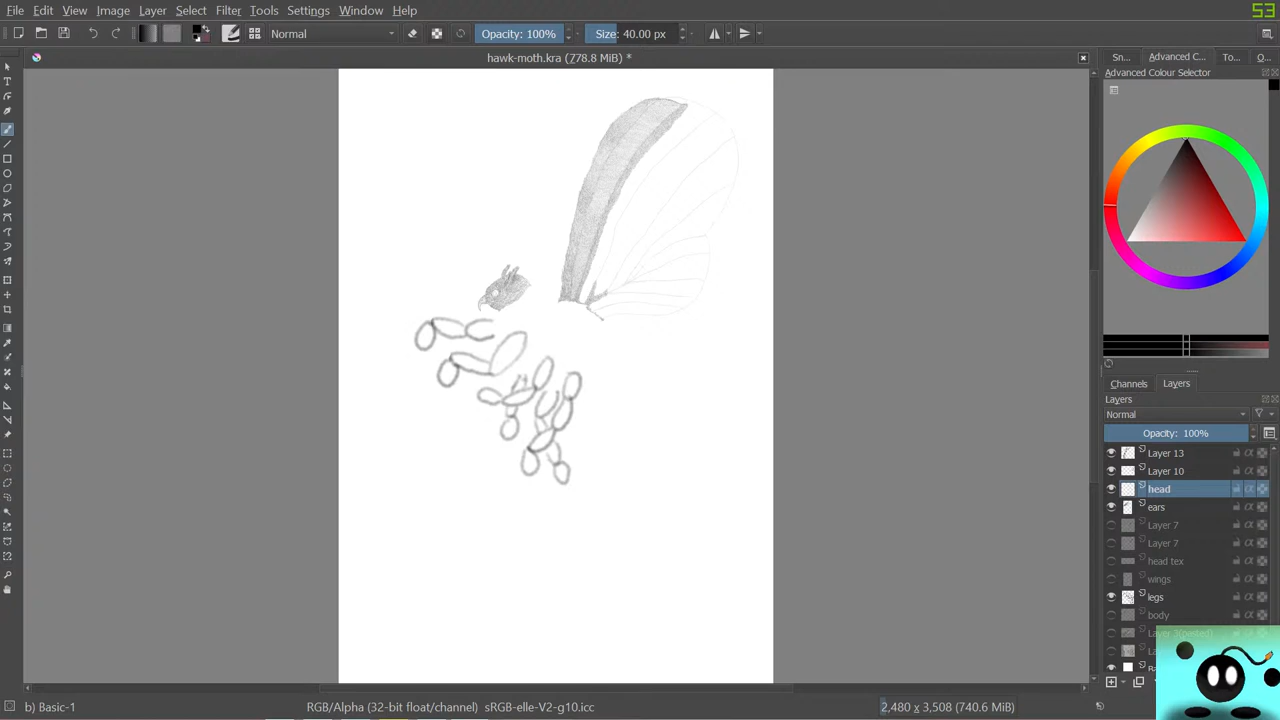 File Edit View Image Layer Select Filter Tools Settings Window Help
53
Normal Opacity: 100% Size: 40.00 px
hawk-moth.kra (778.8 MiB) *
Sn... Advanced C... To... Q...
Advanced Colour Selector
Channels Layers
Layers
Normal
Opacity: 100%
Layer 13
Layer 10
head
ears
Layer 7
Layer 7
head tex
wings
legs
body
b) Basic-1 RGB/Alpha (32-bit float/channel) sRGB-elle-V2-g10.icc 2,480 x 3,508 (740.6 MiB)